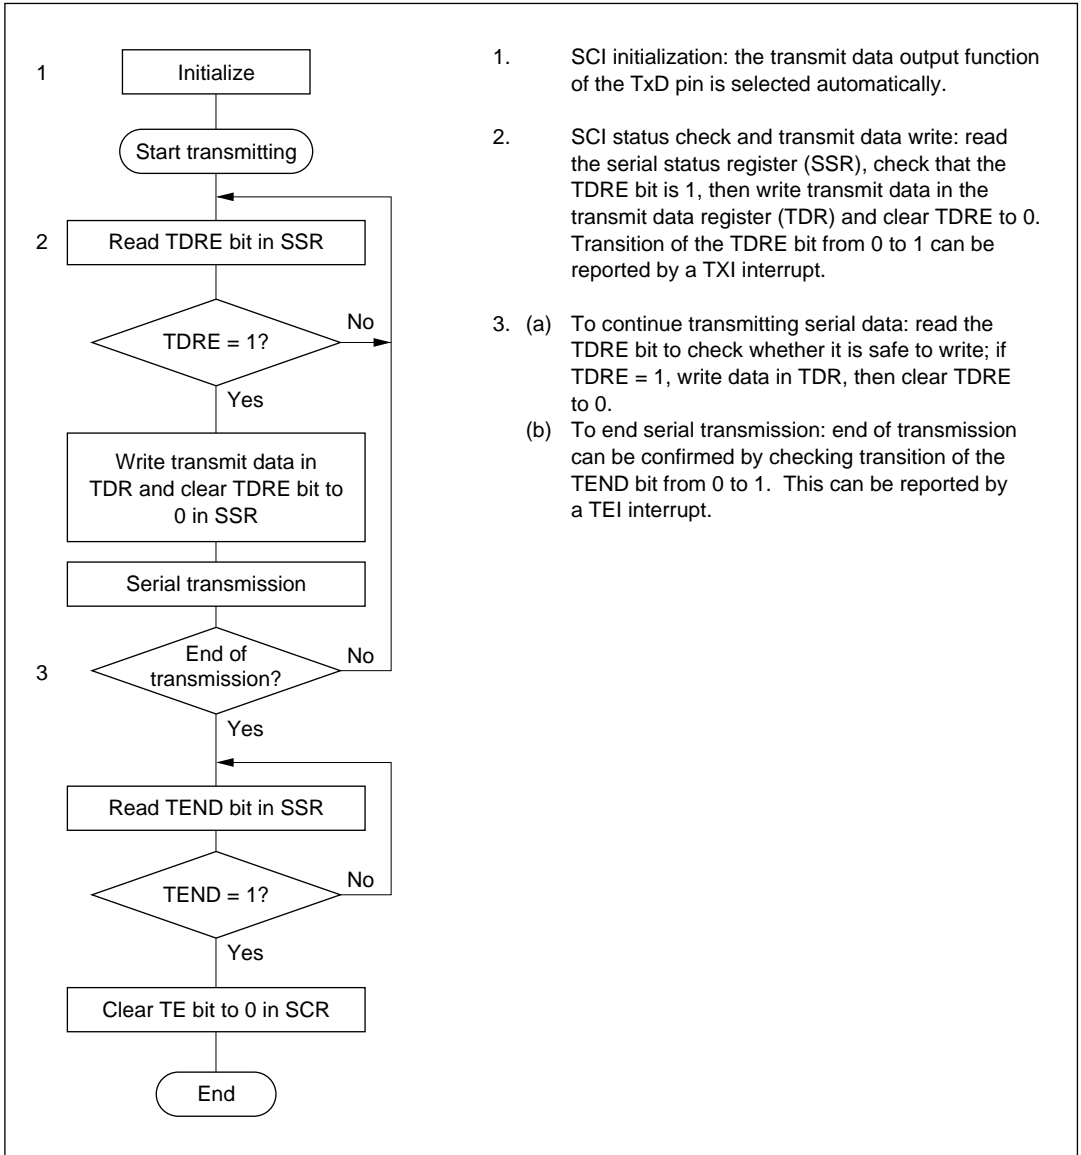 1
Initialize
Start transmitting
2
Read TDRE bit in SSR
TDRE = 1?
No
Yes
Write transmit data in
TDR and clear TDRE bit to
0 in SSR
Serial transmission
3
End of
transmission?
No
Yes
Read TEND bit in SSR
TEND = 1?
No
Yes
Clear TE bit to 0 in SCR
End
1. SCI initialization: the transmit data output function
of the TxD pin is selected automatically.
2. SCI status check and transmit data write: read
the serial status register (SSR), check that the
TDRE bit is 1, then write transmit data in the
transmit data register (TDR) and clear TDRE to 0.
Transition of the TDRE bit from 0 to 1 can be
reported by a TXI interrupt.
3. (a) To continue transmitting serial data: read the
TDRE bit to check whether it is safe to write; if
TDRE = 1, write data in TDR, then clear TDRE
to 0.
(b) To end serial transmission: end of transmission
can be confirmed by checking transition of the
TEND bit from 0 to 1. This can be reported by
a TEI interrupt.